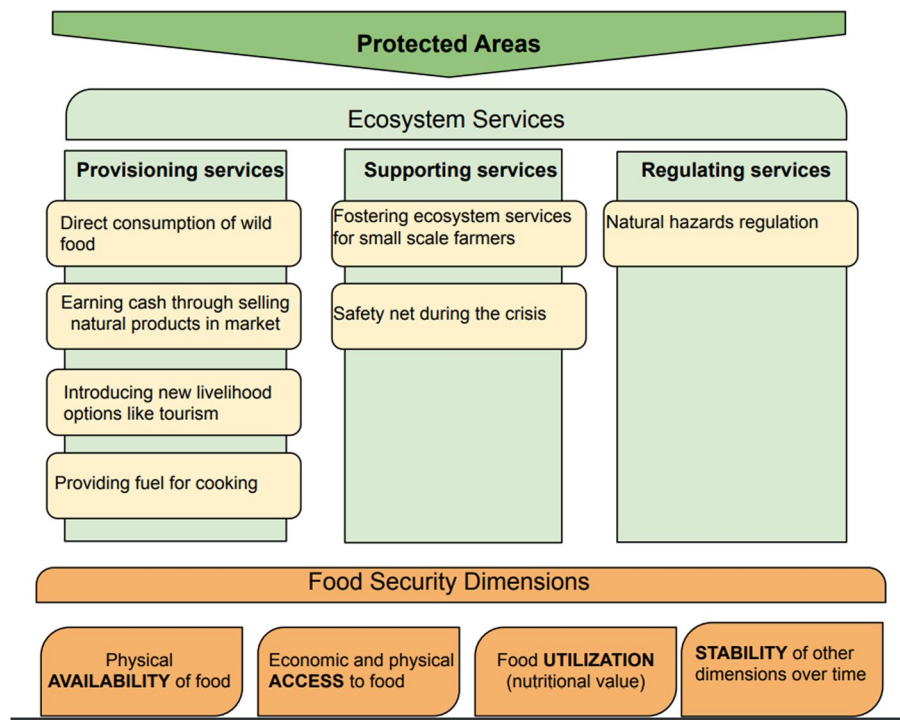 Protected Areas
Ecosystem Services
Provisioning services
Direct consumption of wild
food
Earning cash through selling
natural products in market
Introducing new livelihood
options like tourism
Providing fuel for cooking
Supporting services
Fostering ecosystem services
for small scale farmers
Safety net during the crisis
Regulating services
Natural hazards regulation
Food Security Dimensions
Physical
AVAILABILITY of food
Economic and physical
ACCESS to food
Food UTILIZATION
(nutritional value)
STABILITY of other
dimensions over time